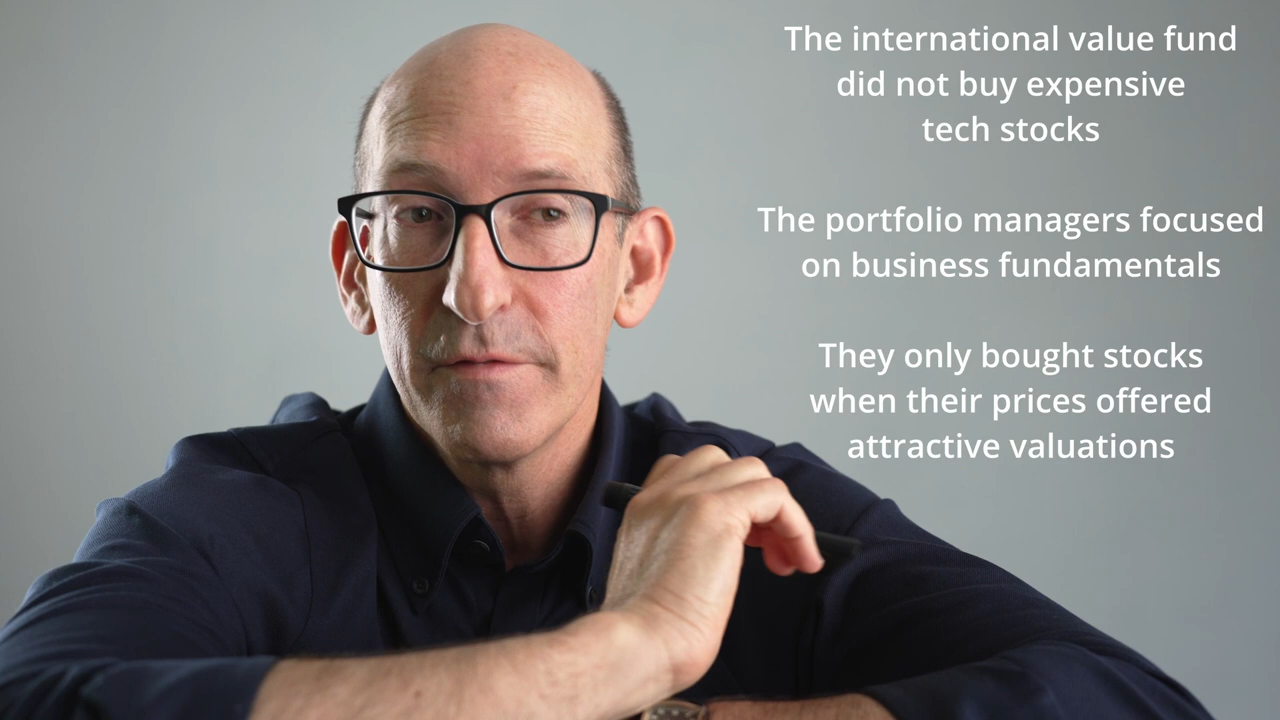 The international value fund
did not buy expensive
tech stocks
The portfolio managers focused
on business fundamentals
They only bought stocks
when their prices offered
attractive valuations